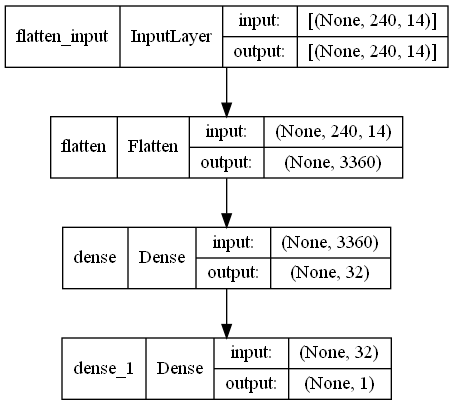 flatten_input InputLayer input: [(None, 240, 14)]
output: [(None, 240, 14)]
flatten Flatten input: (None, 240, 14)
output: (None, 3360)
dense Dense input: (None, 3360)
output: (None, 32)
dense_1 Dense input: (None, 32)
output: (None, 1)